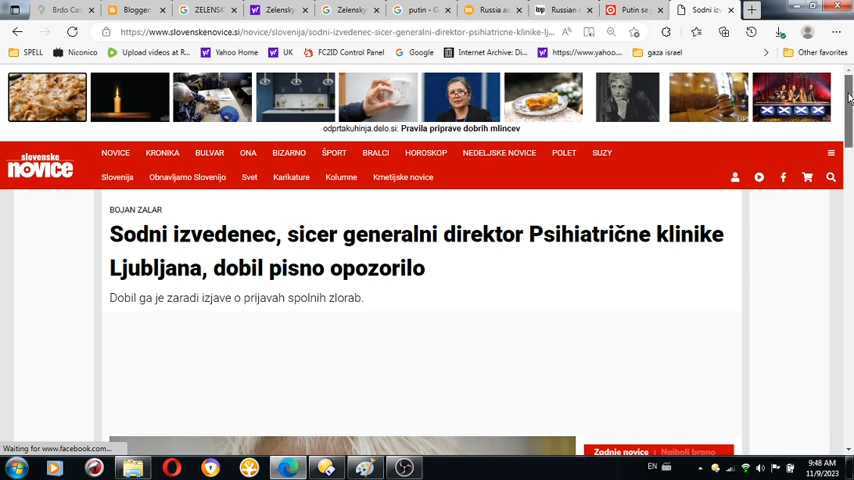 Brdo Cas
Blogger:
ZELENSK
Zelensky
Zelensky
putin - G
Russia as
Russian
Putin se
Sodni iz
https://www.slovenskenovice.si/novice/slovenija/sodni-izvedenec-sicer-generalni-direktor-psihiatricne-klinike-lj...
SPELL
Niconico
Upload videos at R...
Yahoo Home
UK
FC2ID Control Panel
Google
Internet Archive: Di...
https://www.yahoo....
gaza israel
Other favorites
odprtakuhinja.delo.si: Pravila priprave dobrih mlincev
slovenske
novice
NOVICE KRONIKA BULVAR ONA BIZARNO ŠPORT BRALCI HOROSKOP NEDELJSKE NOVICE POLET SUZY
Slovenija Obnavljamo Slovenijo Svet Karikature Kolumne Kmetijske novice
BOJAN ZALAR
Sodni izvedenec, sicer generalni direktor Psihiatrične klinike
Ljubljana, dobil pisno opozorilo
Dobil ga je zaradi izjave o prijavah spolnih zlorab.
Zadnje novice | Najbolj brano
Waiting for www.facebook.com...
EN
9:48 AM
11/9/2023